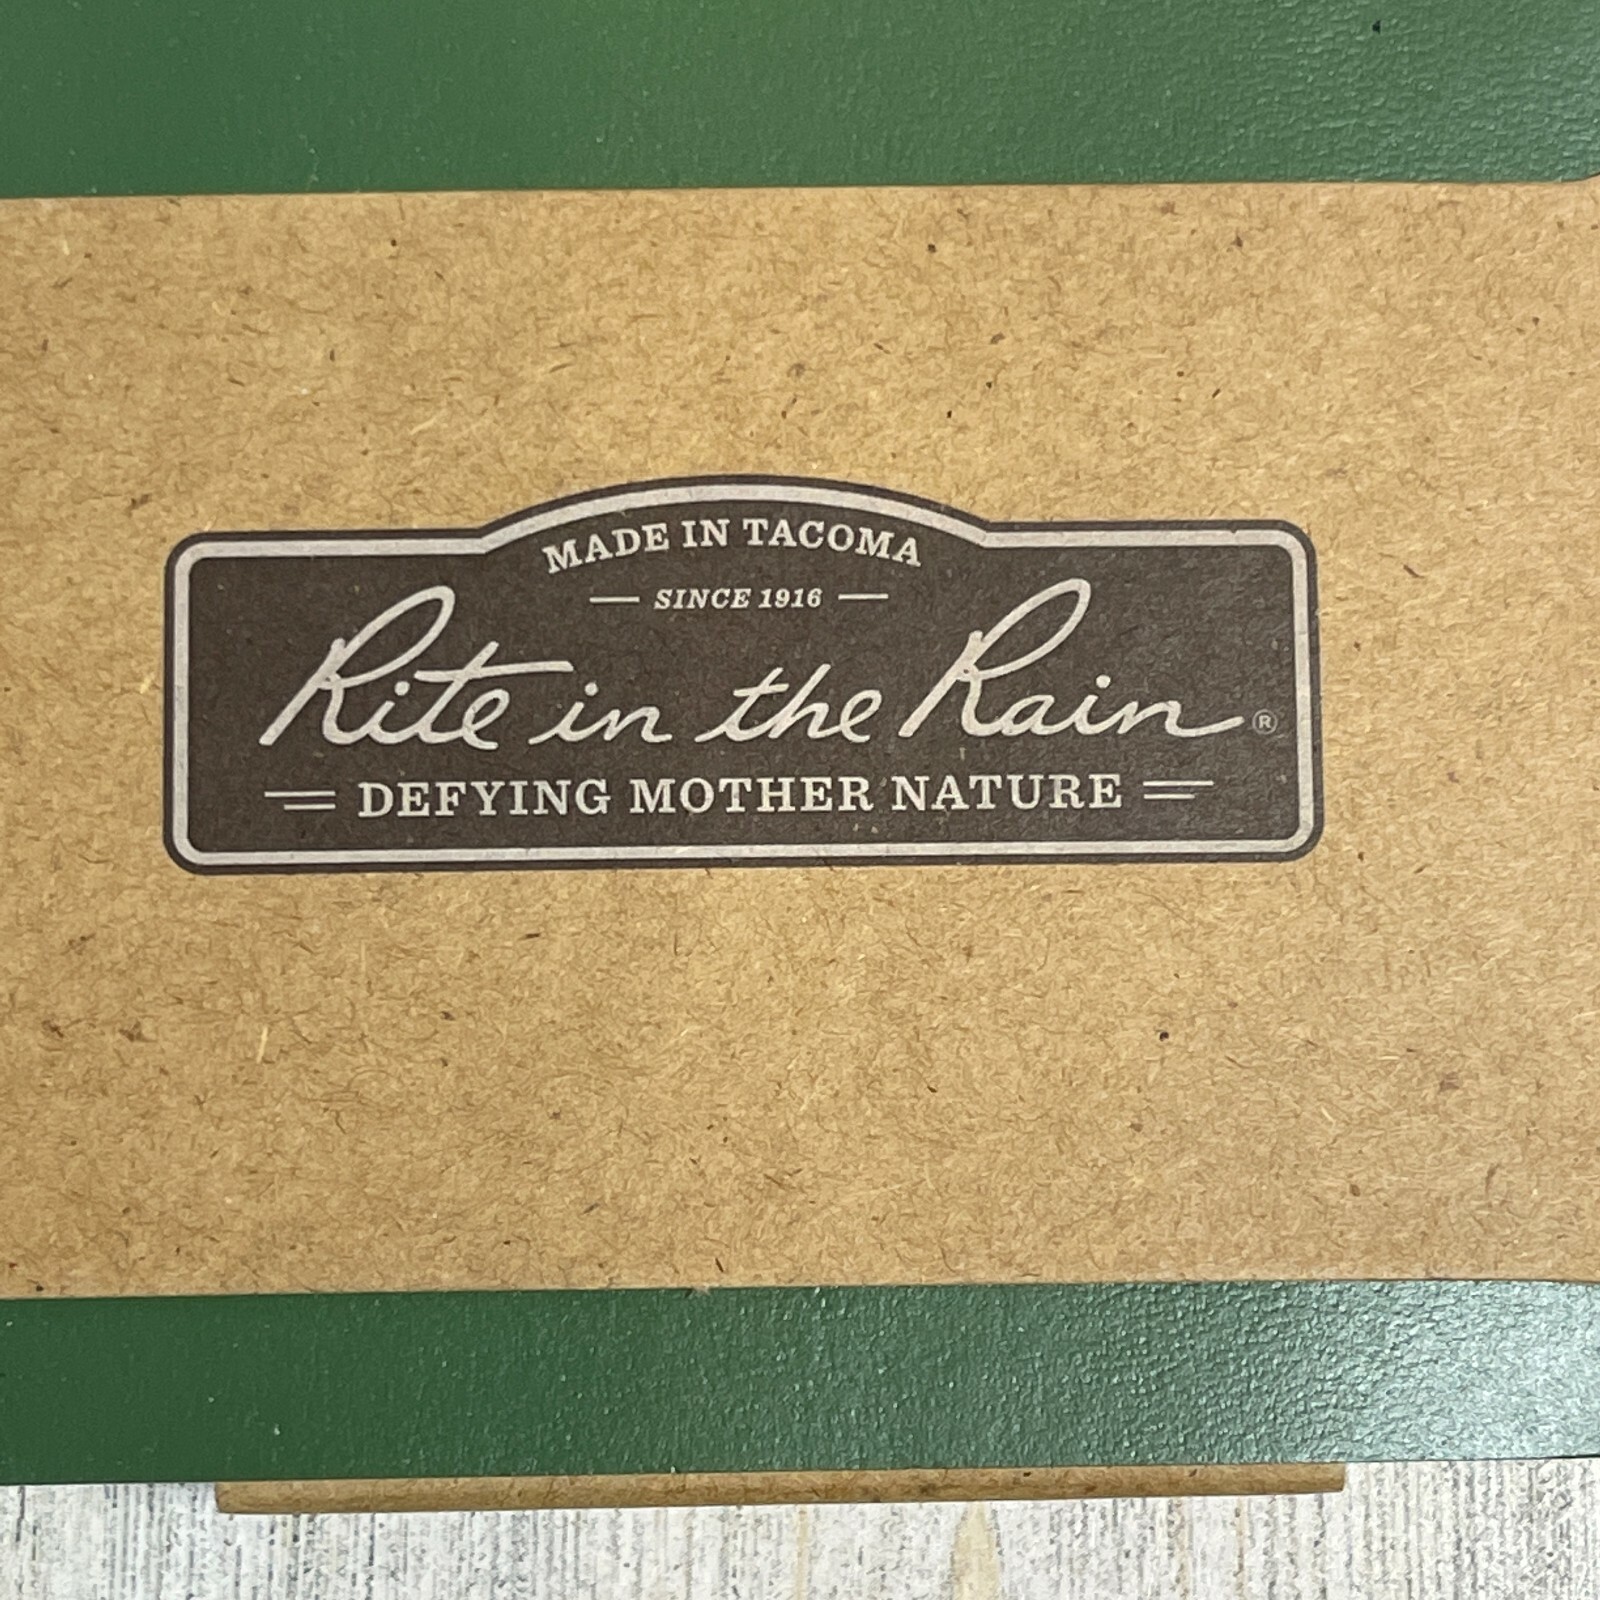 MADE IN TACOMA
SINCE 1916
Rite in the Rain ®
DEFYING MOTHER NATURE